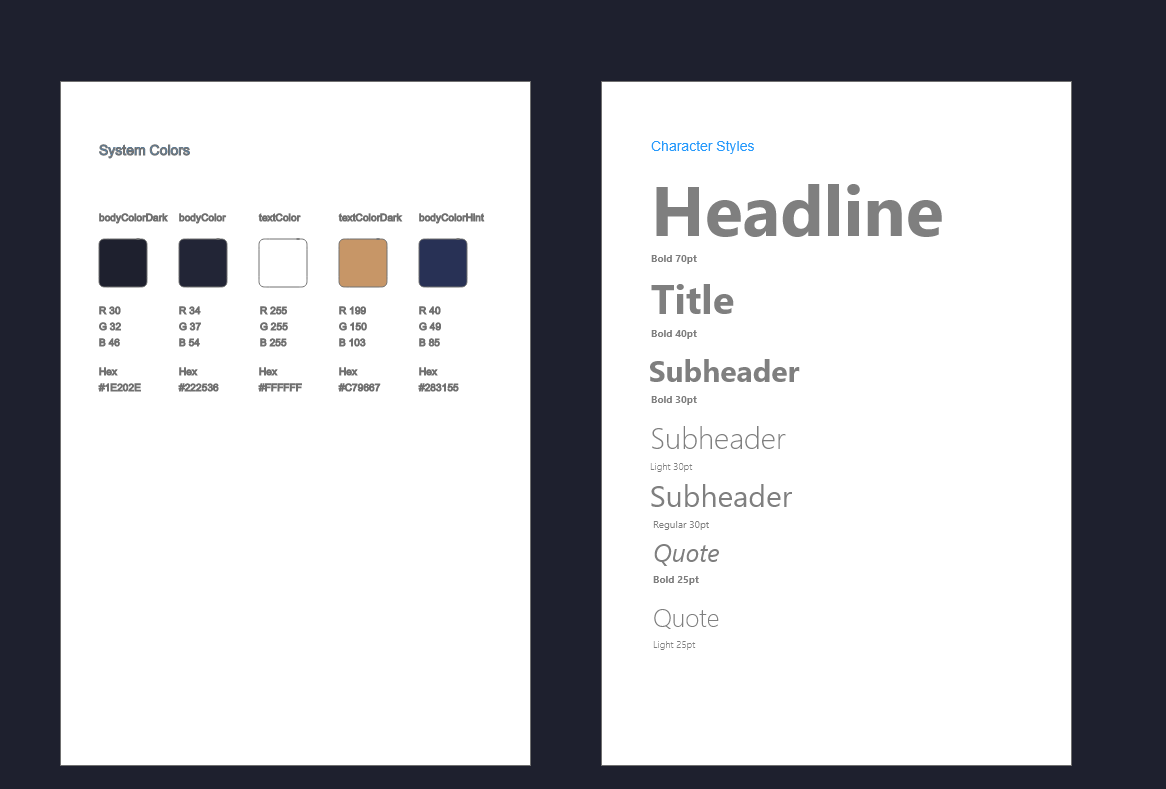 System Colors
bodyColorDark bodyColor textColor textColorDark bodyColorHint
R 30 R 34 R 255 R 199 R 40
G 32 G 37 G 255 G 150 G 49
B 46 B 54 B 255 B 103 B 85
Hex Hex Hex Hex Hex
#1E202E #222536 #FFFFFF #C79667 #283155
Character Styles
Headline
Bold 70pt
Title
Bold 40pt
Subheader
Bold 30pt
Subheader
Light 30pt
Subheader
Regular 30pt
Quote
Bold 25pt
Quote
Light 25pt